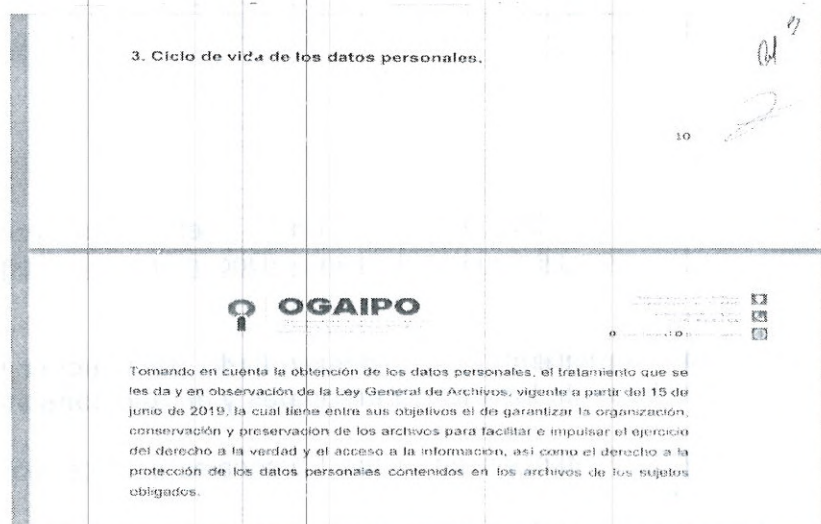 3. Ciclo de vida de los datos personales.
10
OGAIPO
Tomando en cuenta la obtención de los datos personales, el tratamiento que se
les da y en observación de la Ley General de Archivos, vigente a partir del 15 de
junio de 2019, la cual tiene entre sus objetivos el de garantizar la organización,
conservación y preservación de los archivos para facilitar e impulsar el ejercicio
del derecho a la verdad y el acceso a la información, así como el derecho a la
protección de los datos personales contenidos en los archivos de los sujetos
obligados.